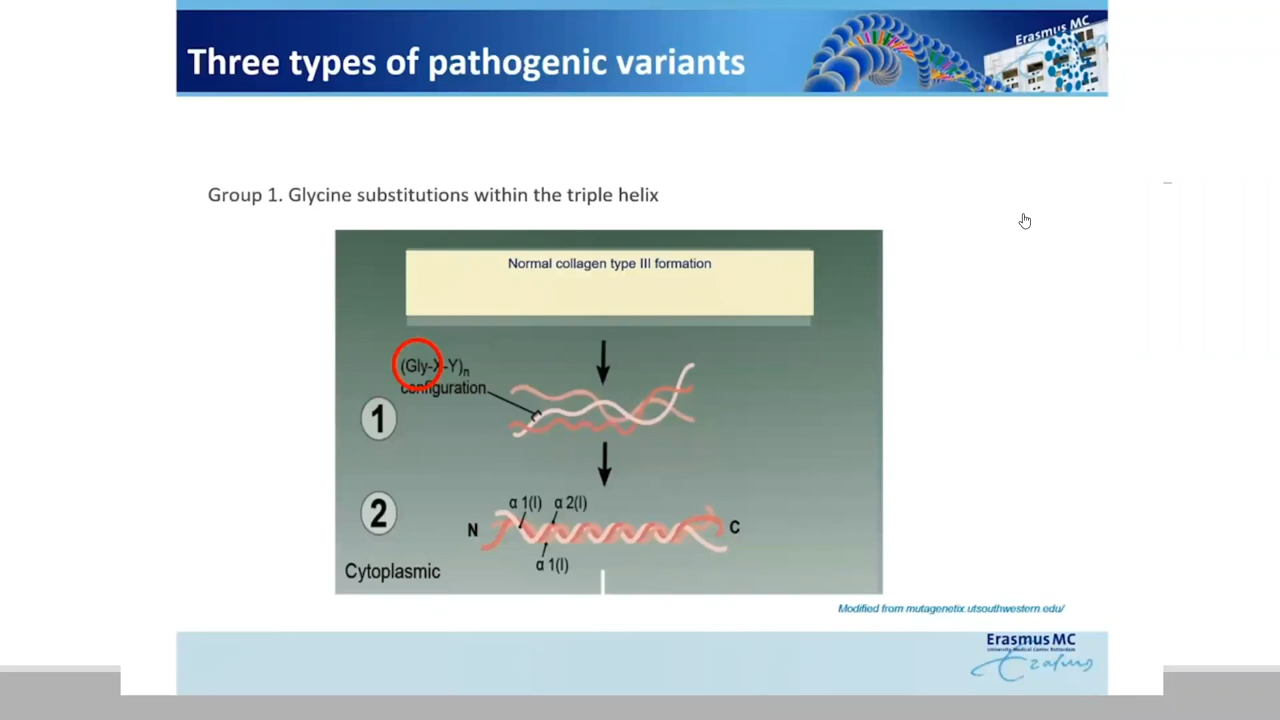 Three types of pathogenic variants
Erasmus MC
Group 1. Glycine substitutions within the triple helix
Normal collagen type III formation
(Gly-X-Y)n
configuration
1
2
α 1(I) α 2(I)
N
C
α 1(I)
Cytoplasmic
Modified from mutagenetix.utsouthwestern.edu/
Erasmus MC
University Medical Center Rotterdam
Erasmus